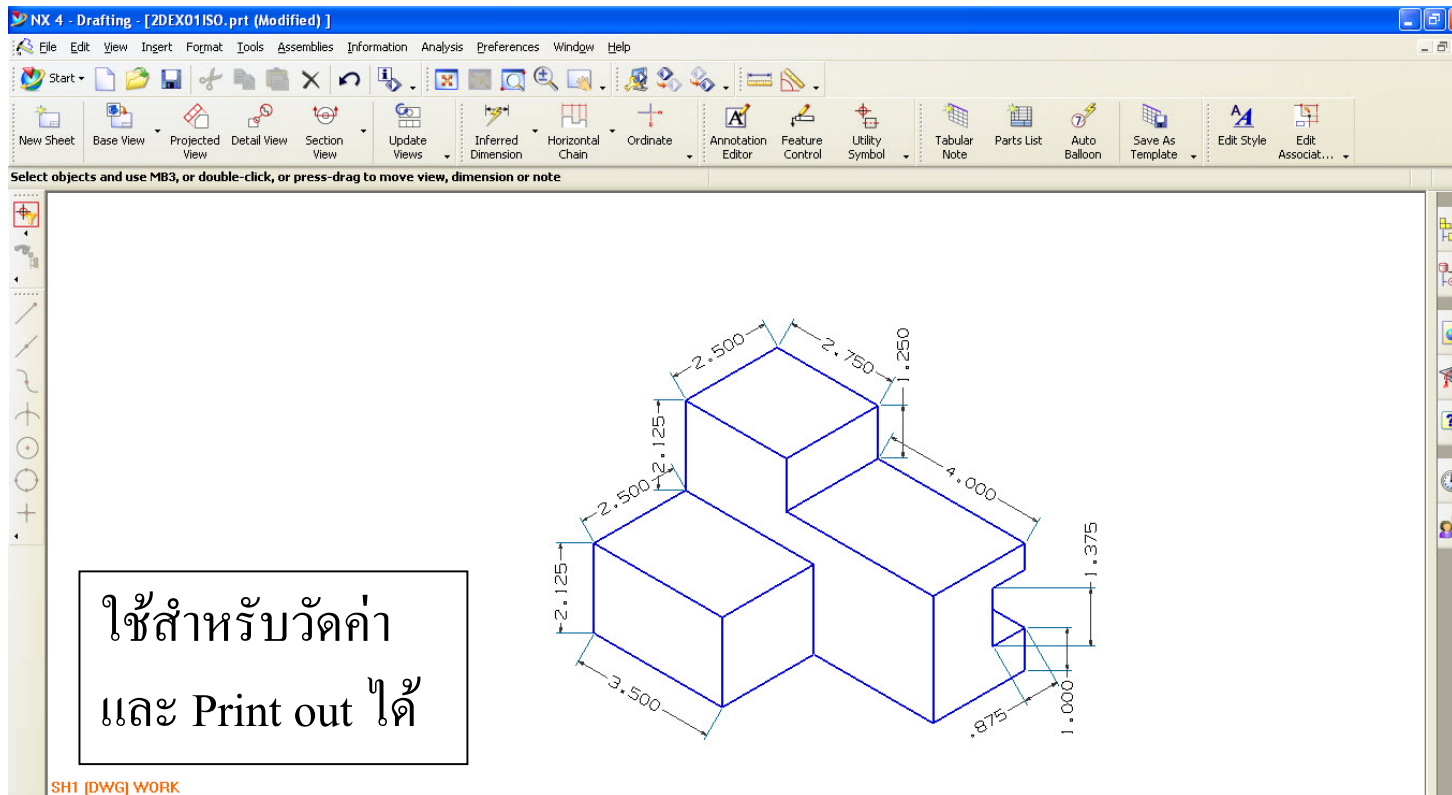 NX 4 - Drafting - [2DEX01ISO.prt (Modified) ]
File Edit View Insert Format Tools Assemblies Information Analysis Preferences Window Help
Start
New Sheet Base View Projected View Detail View Section View Update Views Inferred Dimension Horizontal Chain Ordinate Annotation Editor Feature Control Utility Symbol Tabular Note Parts List Auto Balloon Save As Template Edit Style Edit Associat...
Select objects and use MB3, or double-click, or press-drag to move view, dimension or note
2.500
2.750
1.250
2.125
2.500
4.000
1.375
2.125
3.500
.875
1.000
ใช้สำหรับวัดค่า
และ Print out ได้
SH1 (DWG) WORK